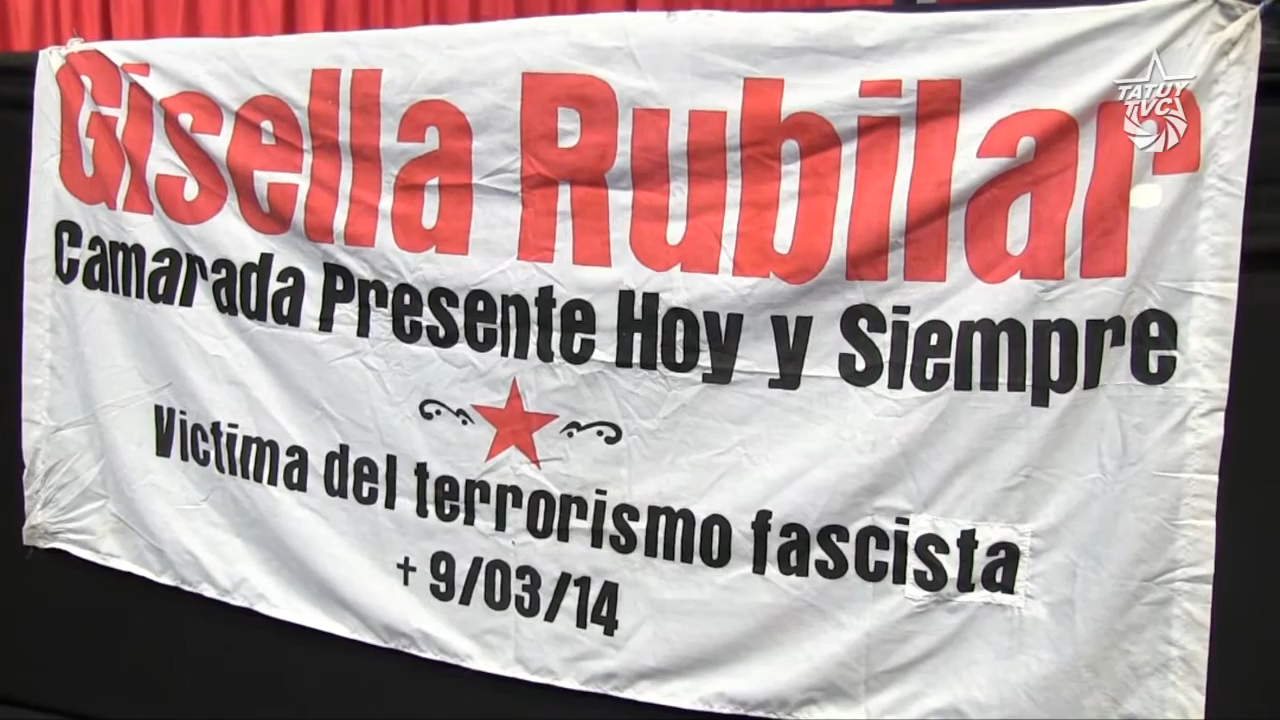 TATUY
TVC
Gisella Rubilar
Camarada Presente Hoy y Siempre
Victima del terrorismo fascista
+ 9/03/14